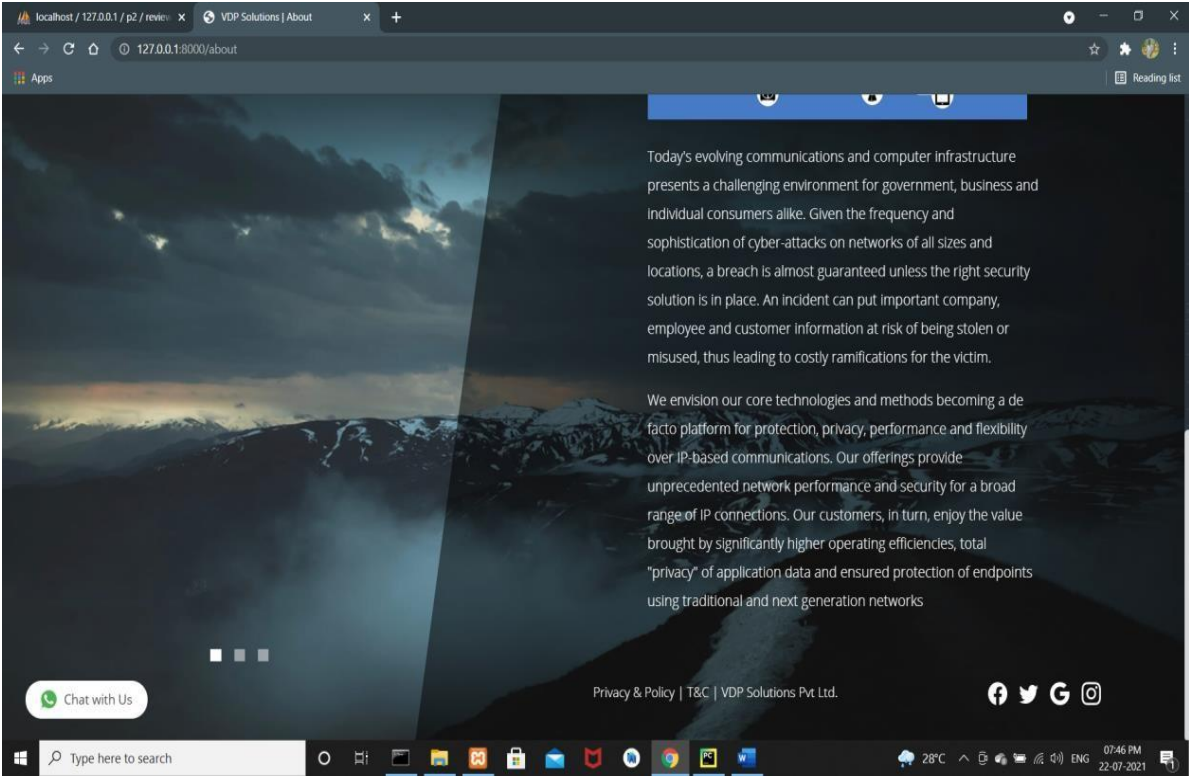 localhost / 127.0.0.1 / p2 / review
VDP Solutions | About
127.0.0.1:8000/about
Apps
Reading list
Today's evolving communications and computer infrastructure
presents a challenging environment for government, business and
individual consumers alike. Given the frequency and
sophistication of cyber-attacks on networks of all sizes and
locations, a breach is almost guaranteed unless the right security
solution is in place. An incident can put important company,
employee and customer information at risk of being stolen or
misused, thus leading to costly ramifications for the victim.
We envision our core technologies and methods becoming a de
facto platform for protection, privacy, performance and flexibility
over IP-based communications. Our offerings provide
unprecedented network performance and security for a broad
range of IP connections. Our customers, in turn, enjoy the value
brought by significantly higher operating efficiencies, total
"privacy" of application data and ensured protection of endpoints
using traditional and next generation networks
Chat with Us
Privacy & Policy | T&C | VDP Solutions Pvt Ltd.
Type here to search
28°C
ENG
07:46 PM
22-07-2021